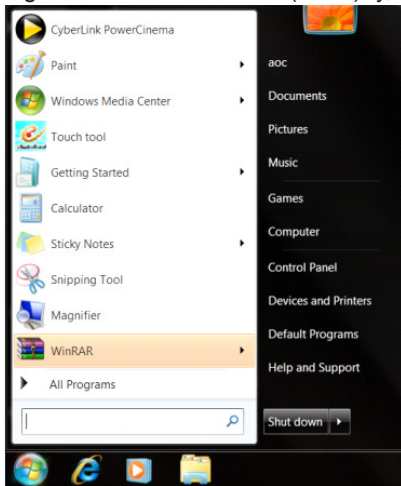 CyberLink PowerCinema
Paint
Windows Media Center
Touch tool
Getting Started
Calculator
Sticky Notes
Snipping Tool
Magnifier
WinRAR
All Programs
aoc
Documents
Pictures
Music
Games
Computer
Control Panel
Devices and Printers
Default Programs
Help and Support
Shut down